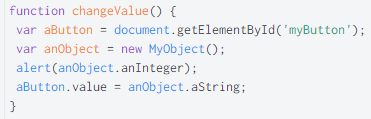 function changeValue() {
 var aButton = document.getElementById('myButton');
 var anObject = new MyObject();
 alert(anObject.anInteger);
 aButton.value = anObject.aString;
}